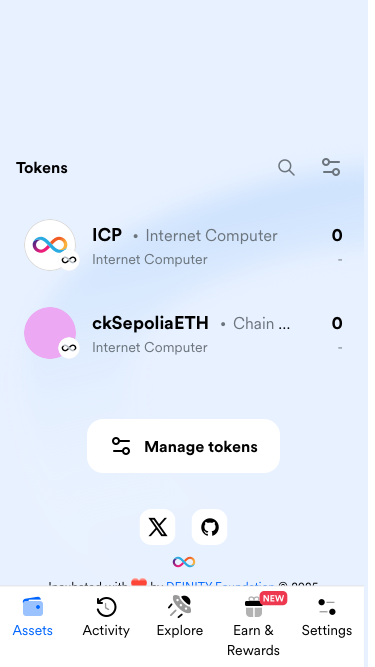 Tokens
ICP • Internet Computer 0
Internet Computer -
ckSepoliaETH • Chain ... 0
Internet Computer -
Manage tokens
Incubated with ❤️ by DFINITY Foundation © 2025
NEW
Assets Activity Explore Earn & Rewards Settings